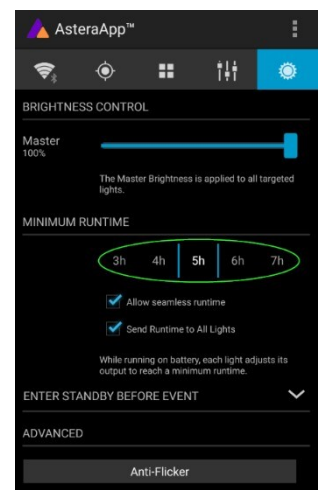 AsteraApp™
BRIGHTNESS CONTROL
Master
100%
The Master Brightness is applied to all targeted
lights.
MINIMUM RUNTIME
3h 4h 5h 6h 7h
Allow seamless runtime
Send Runtime to All Lights
While running on battery, each light adjusts its
output to reach a minimum runtime.
ENTER STANDBY BEFORE EVENT
ADVANCED
Anti-Flicker